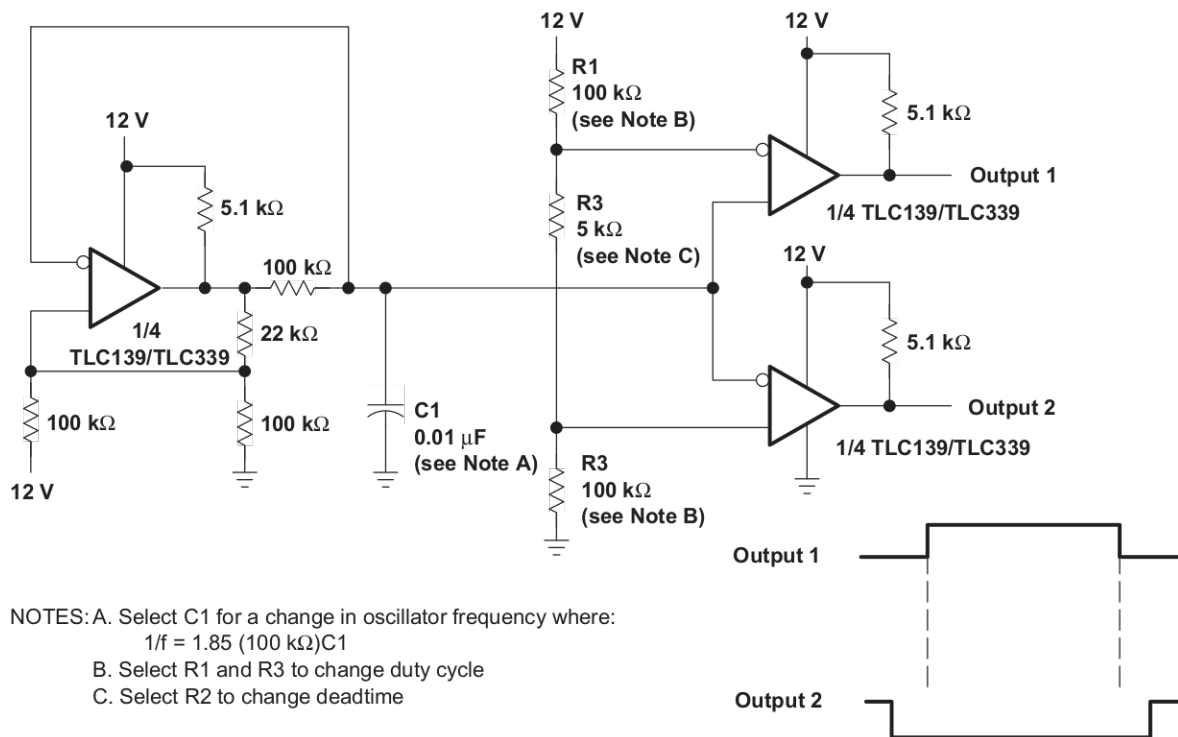 12 V
5.1 kΩ
100 kΩ
1/4
TLC139/TLC339
22 kΩ
100 kΩ
100 kΩ
12 V
C1
0.01 μF
(see Note A)
12 V
R1
100 kΩ
(see Note B)
R3
5 kΩ
(see Note C)
R3
100 kΩ
(see Note B)
12 V
5.1 kΩ
Output 1
1/4 TLC139/TLC339
12 V
5.1 kΩ
Output 2
1/4 TLC139/TLC339
Output 1
Output 2
NOTES: A. Select C1 for a change in oscillator frequency where:
1/f = 1.85 (100 kΩ)C1
B. Select R1 and R3 to change duty cycle
C. Select R2 to change deadtime